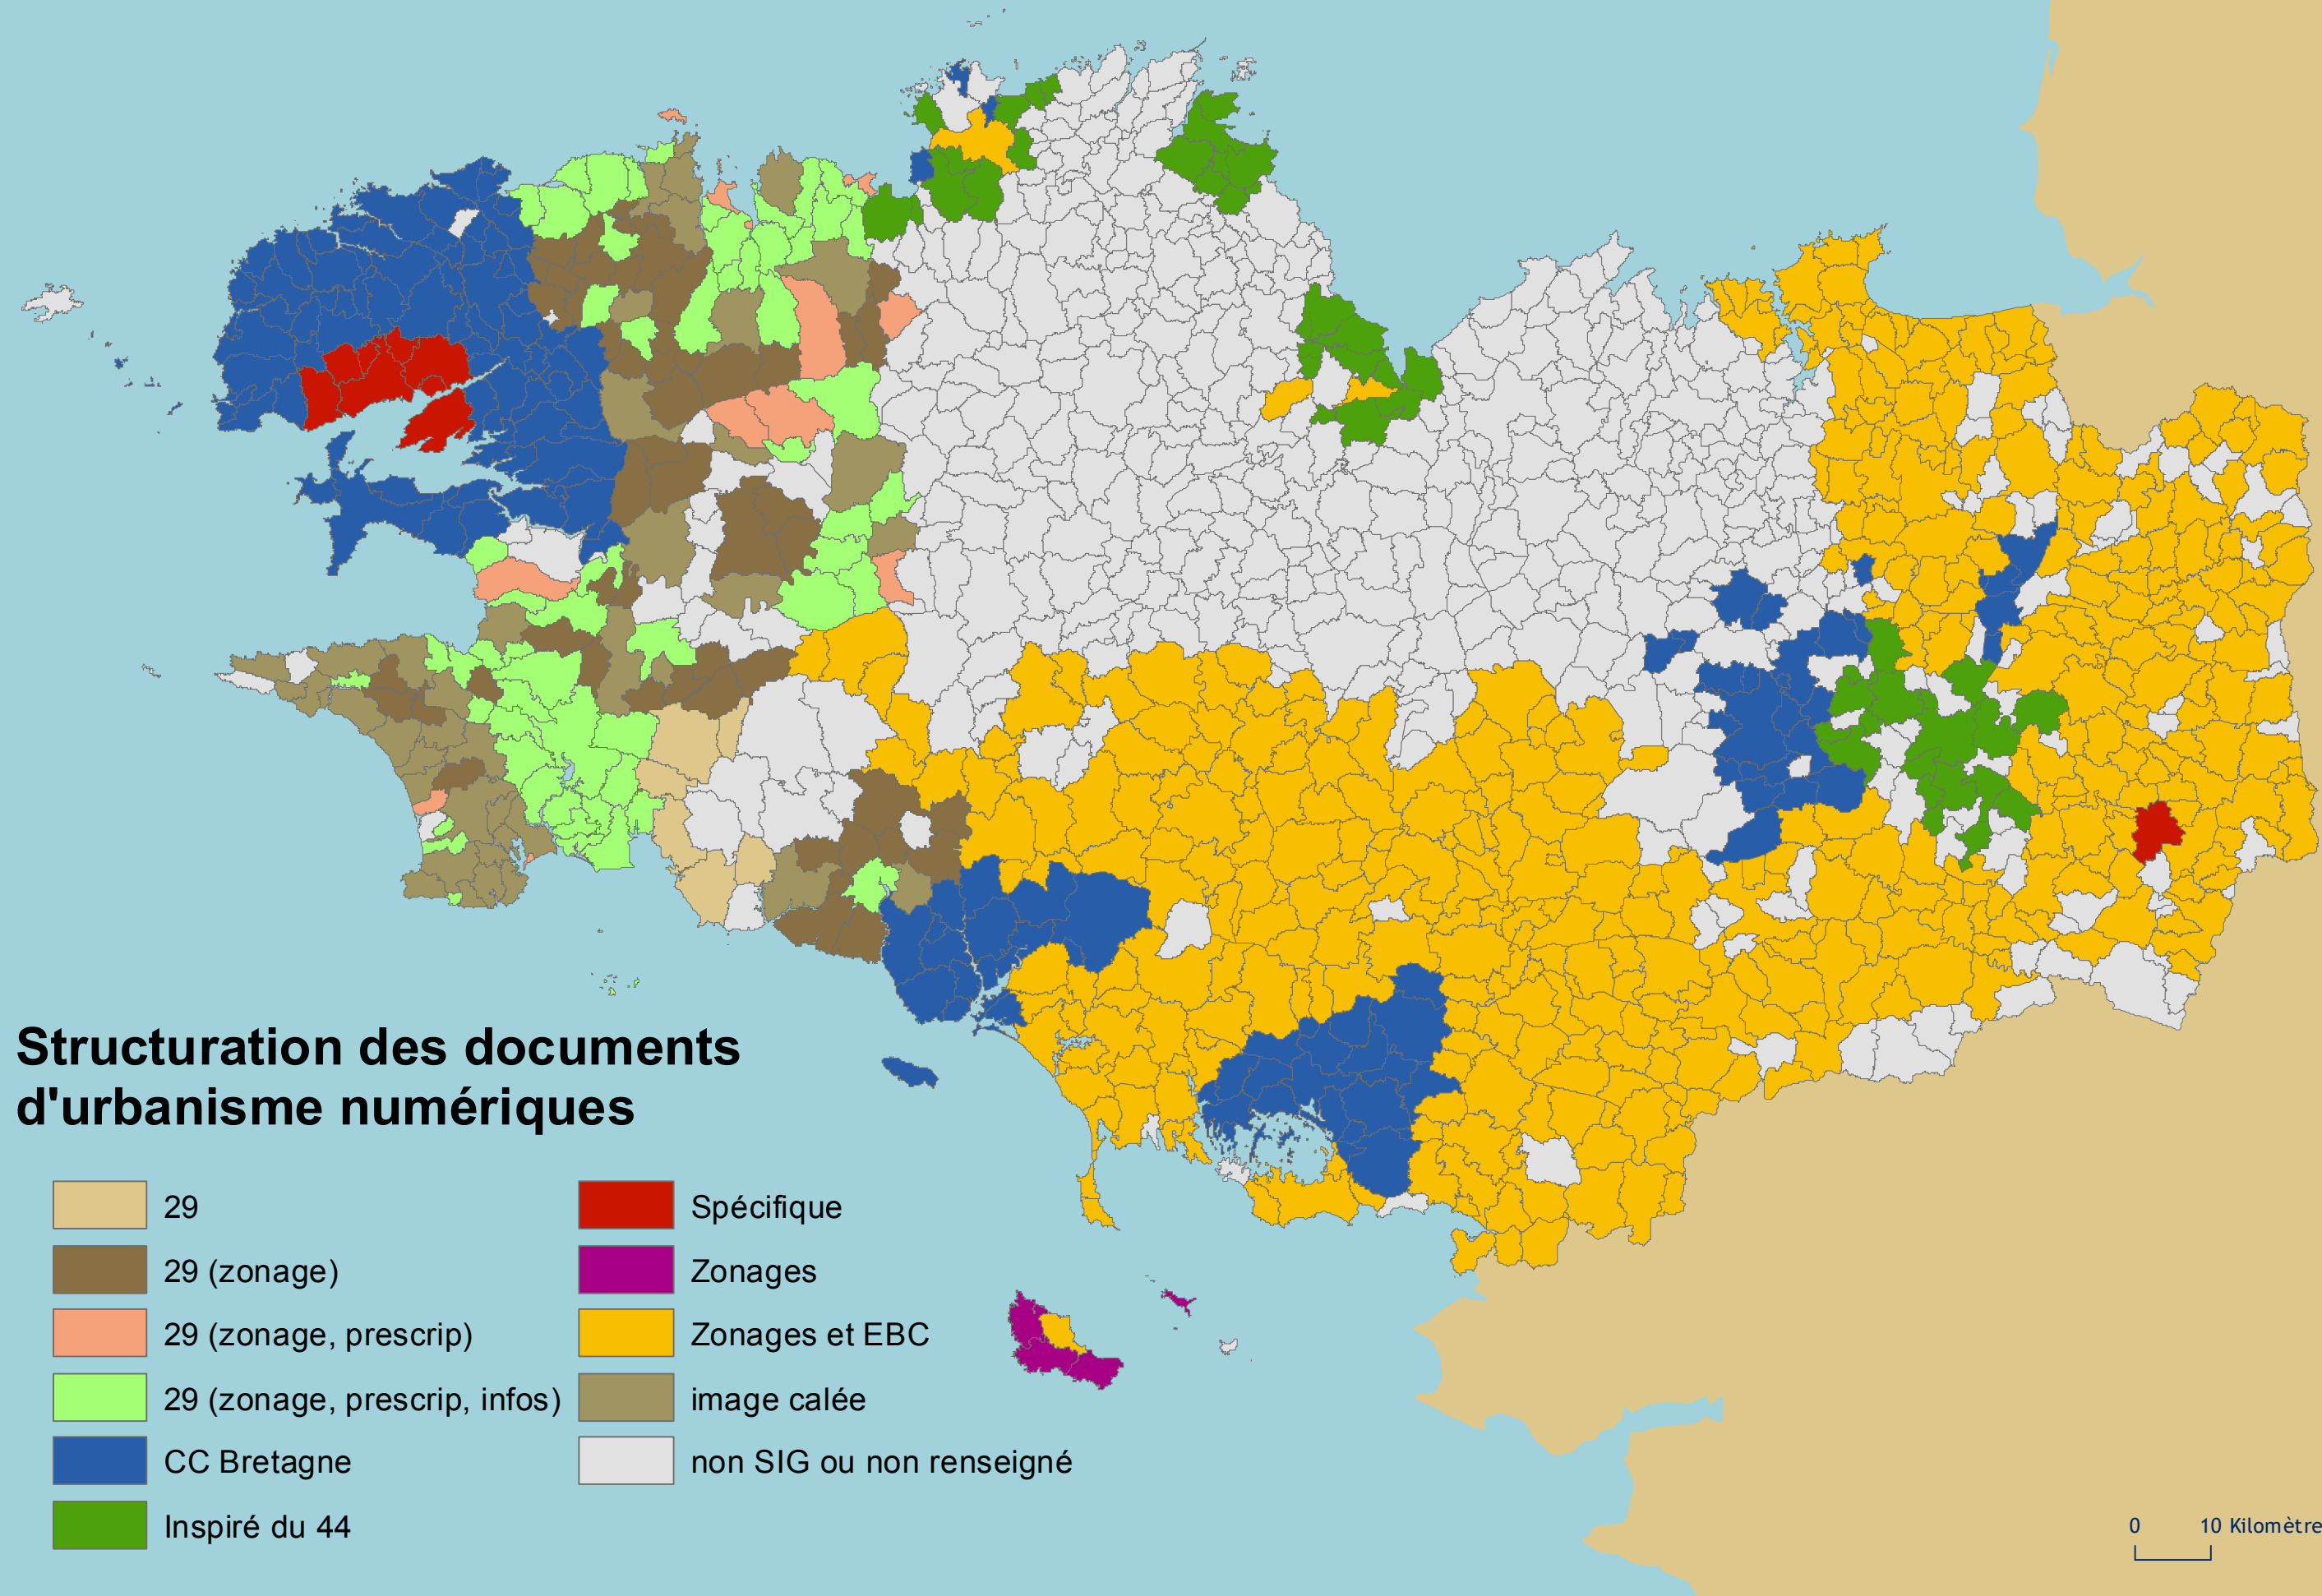 Structuration des documents
d'urbanisme numériques
29
29 (zonage)
29 (zonage, prescrip)
29 (zonage, prescrip, infos)
CC Bretagne
Inspiré du 44
Spécifique
Zonages
Zonages et EBC
image calée
non SIG ou non renseigné
0 10 Kilomètre